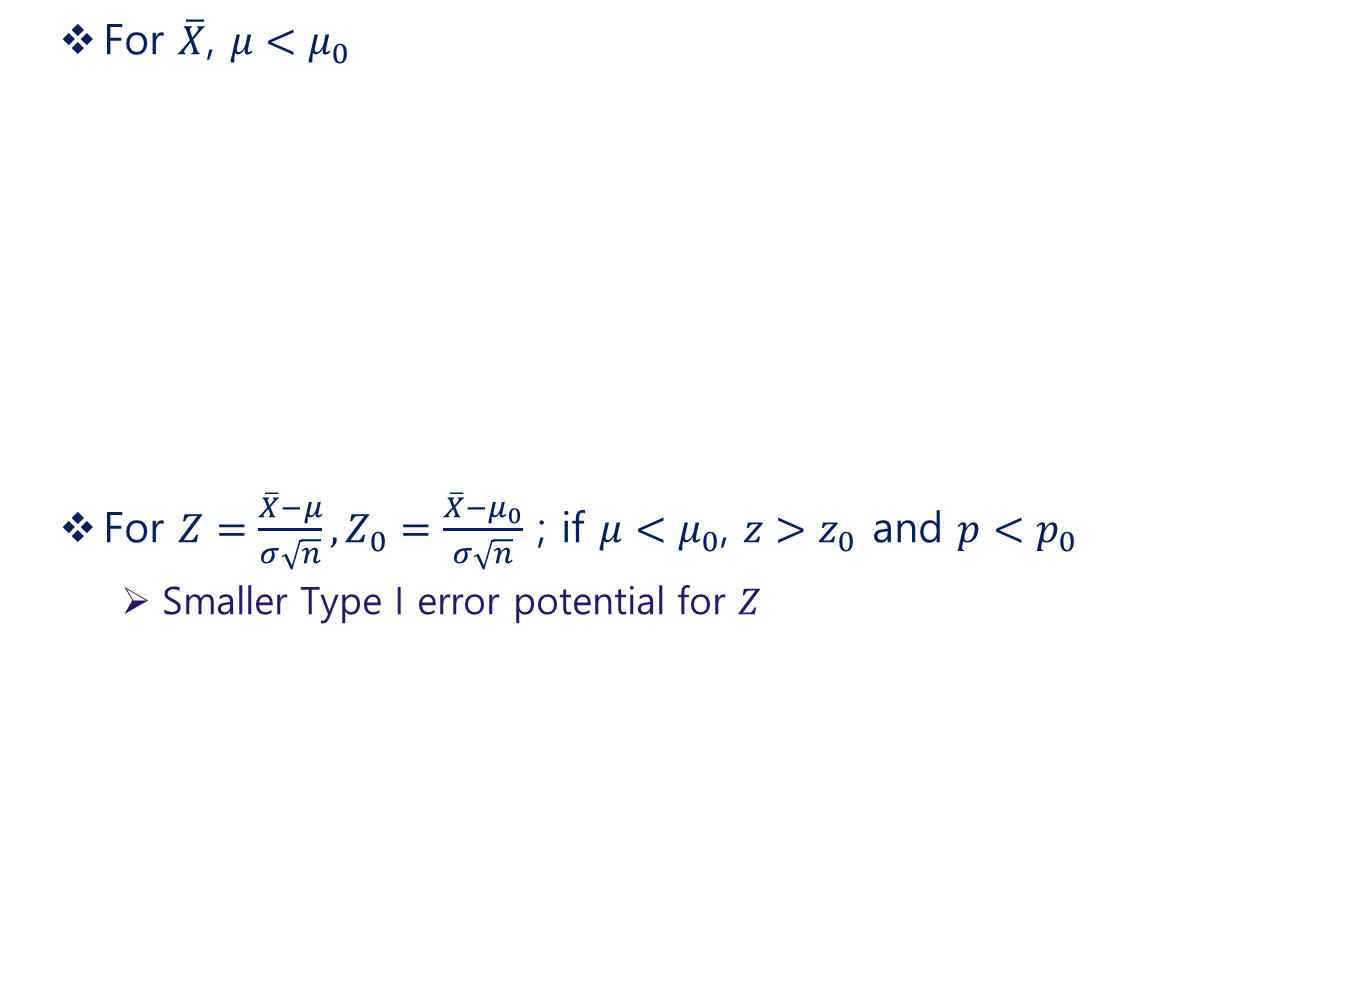 ❖ For X̄, μ < μ₀
❖ For Z = (X̄−μ)/(σ√n), Z₀ = (X̄−μ₀)/(σ√n) ; if μ < μ₀, z > z₀ and p < p₀
➢ Smaller Type I error potential for Z